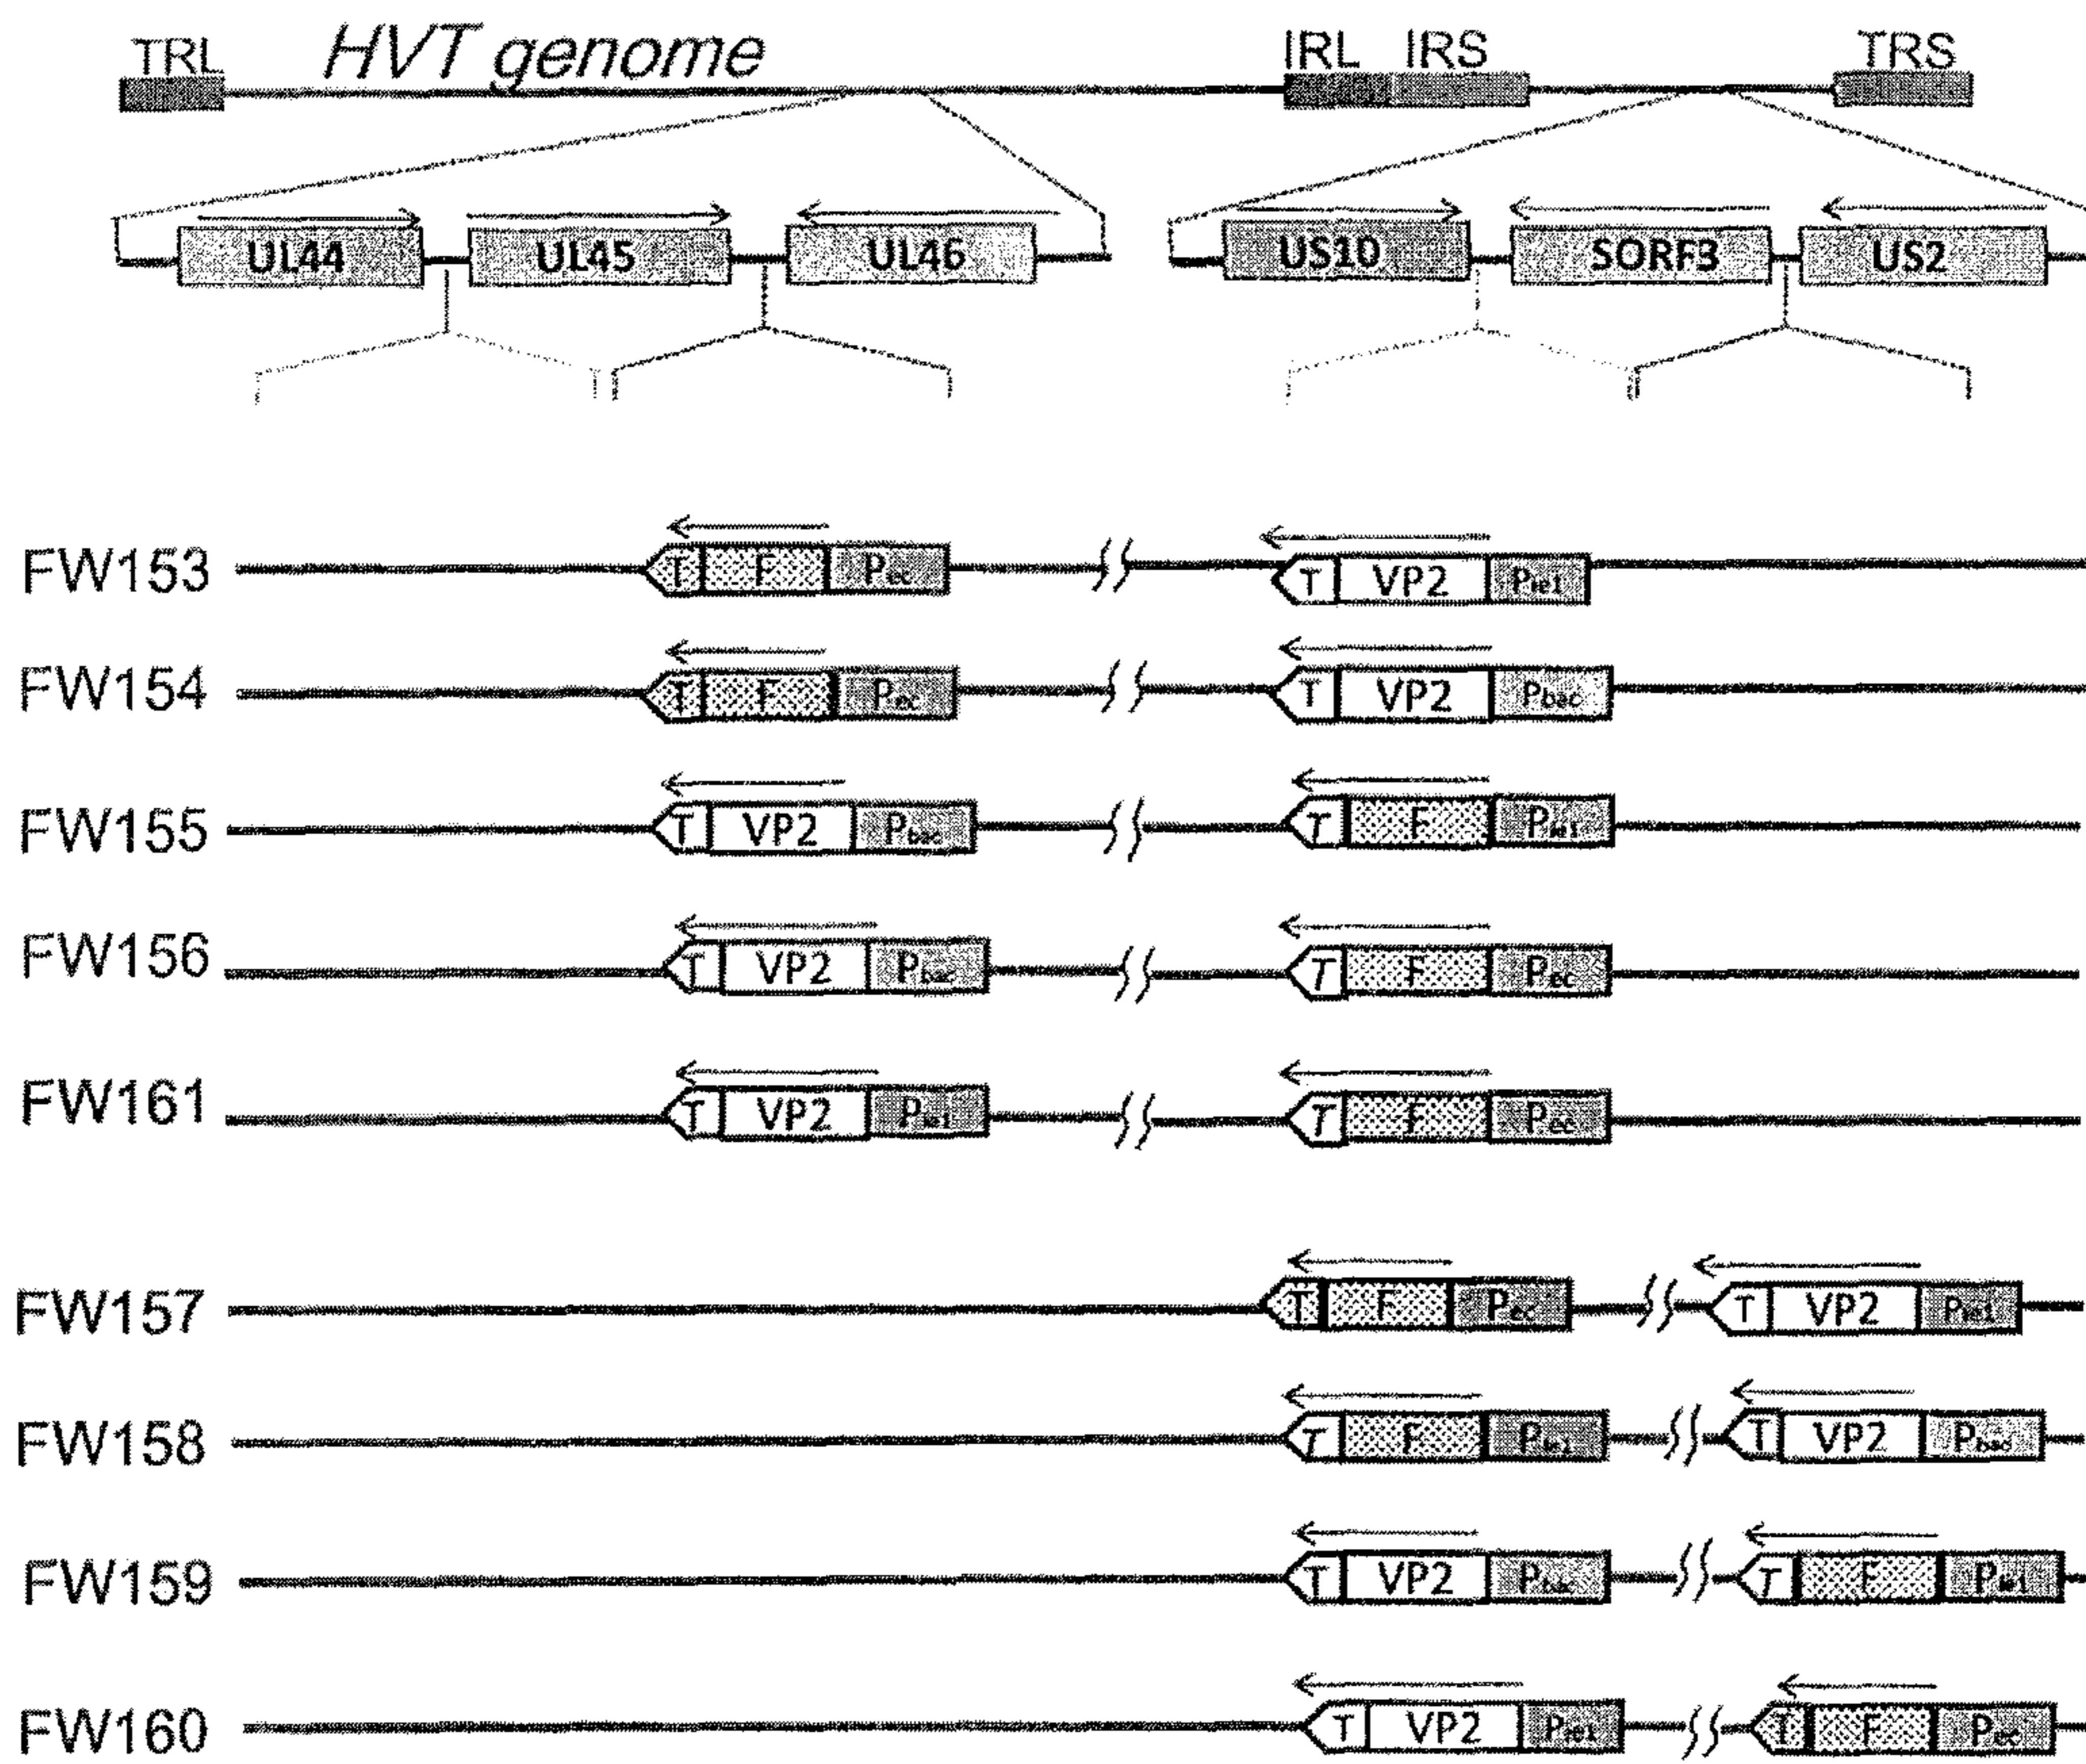 TRL HVT genome IRL IRS TRS
UL44 UL45 UL46 US10 SORF3 US2
FW153 T F Pec T VP2 Pie1
FW154 T F Pec T VP2 Pbac
FW155 T VP2 Pbac T F Pie1
FW156 T VP2 Pbac T F Pec
FW161 T VP2 Pie1 T F Pec
FW157 T F Pec T VP2 Pie1
FW158 T F Pie1 T VP2 Pbac
FW159 T VP2 Pbac T F Pie1
FW160 T VP2 Pie1 T F Pec